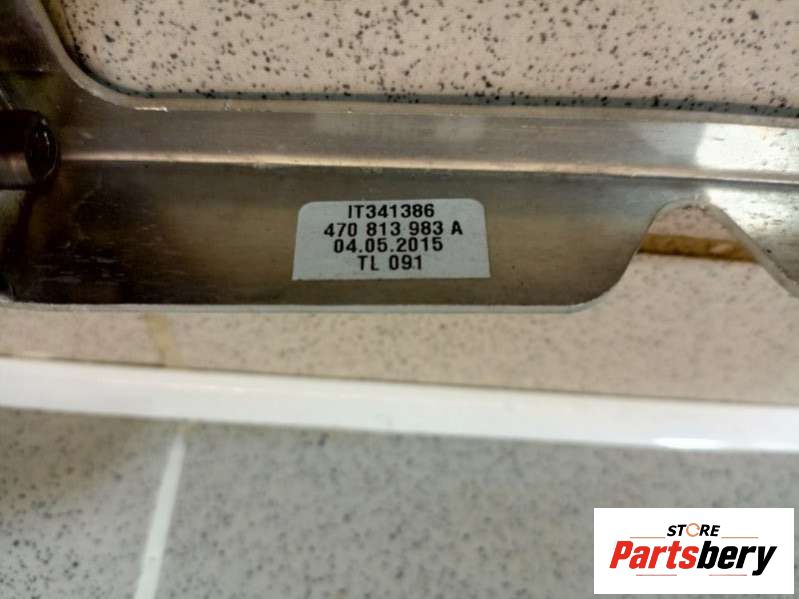 IT341386
470 813 983 A
04.05.2015
TL 091
STORE
Partsbery